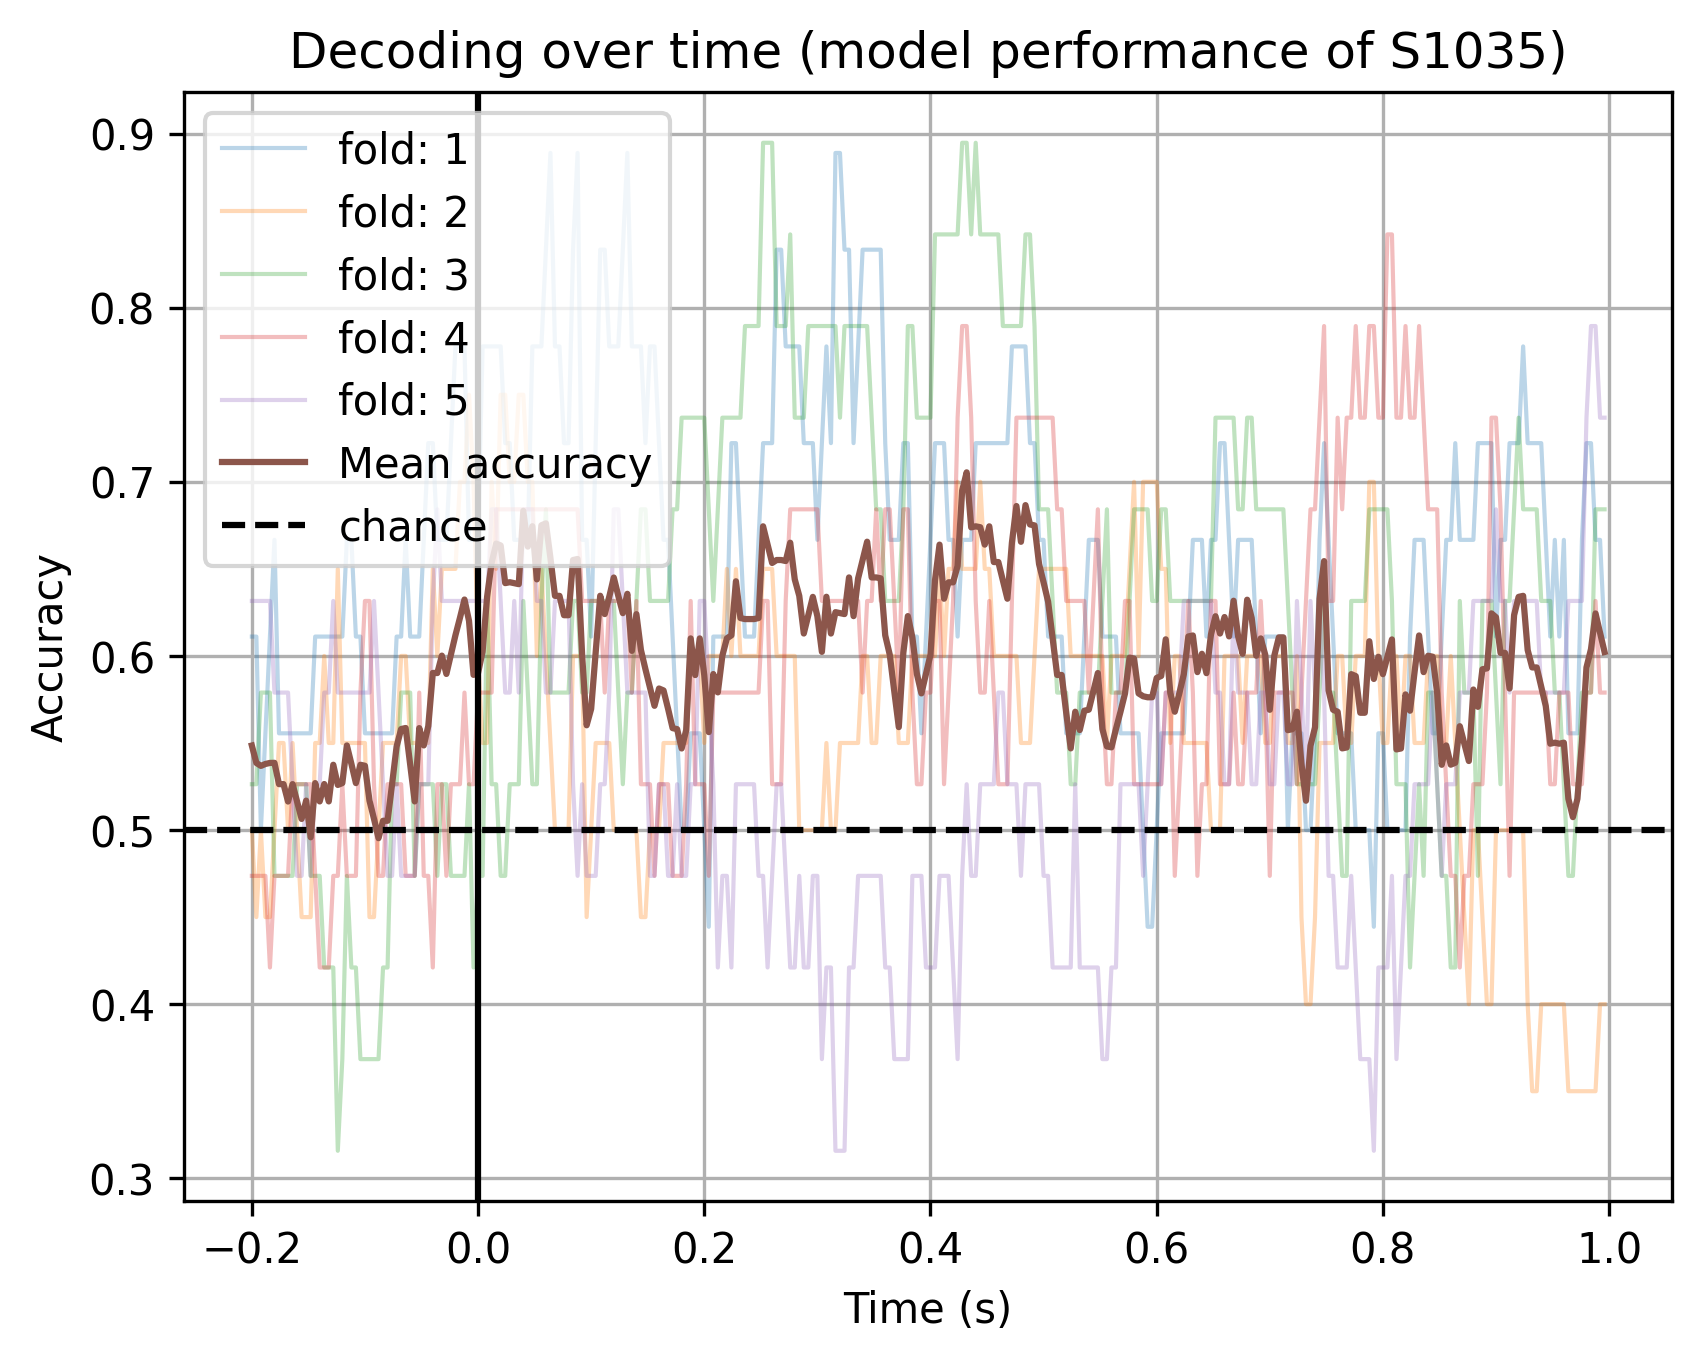 Decoding over time (model performance of S1035)
fold: 1
fold: 2
fold: 3
fold: 4
fold: 5
Mean accuracy
chance
Accuracy
0.9
0.8
0.7
0.6
0.5
0.4
0.3
−0.2
0.0
0.2
0.4
0.6
0.8
1.0
Time (s)